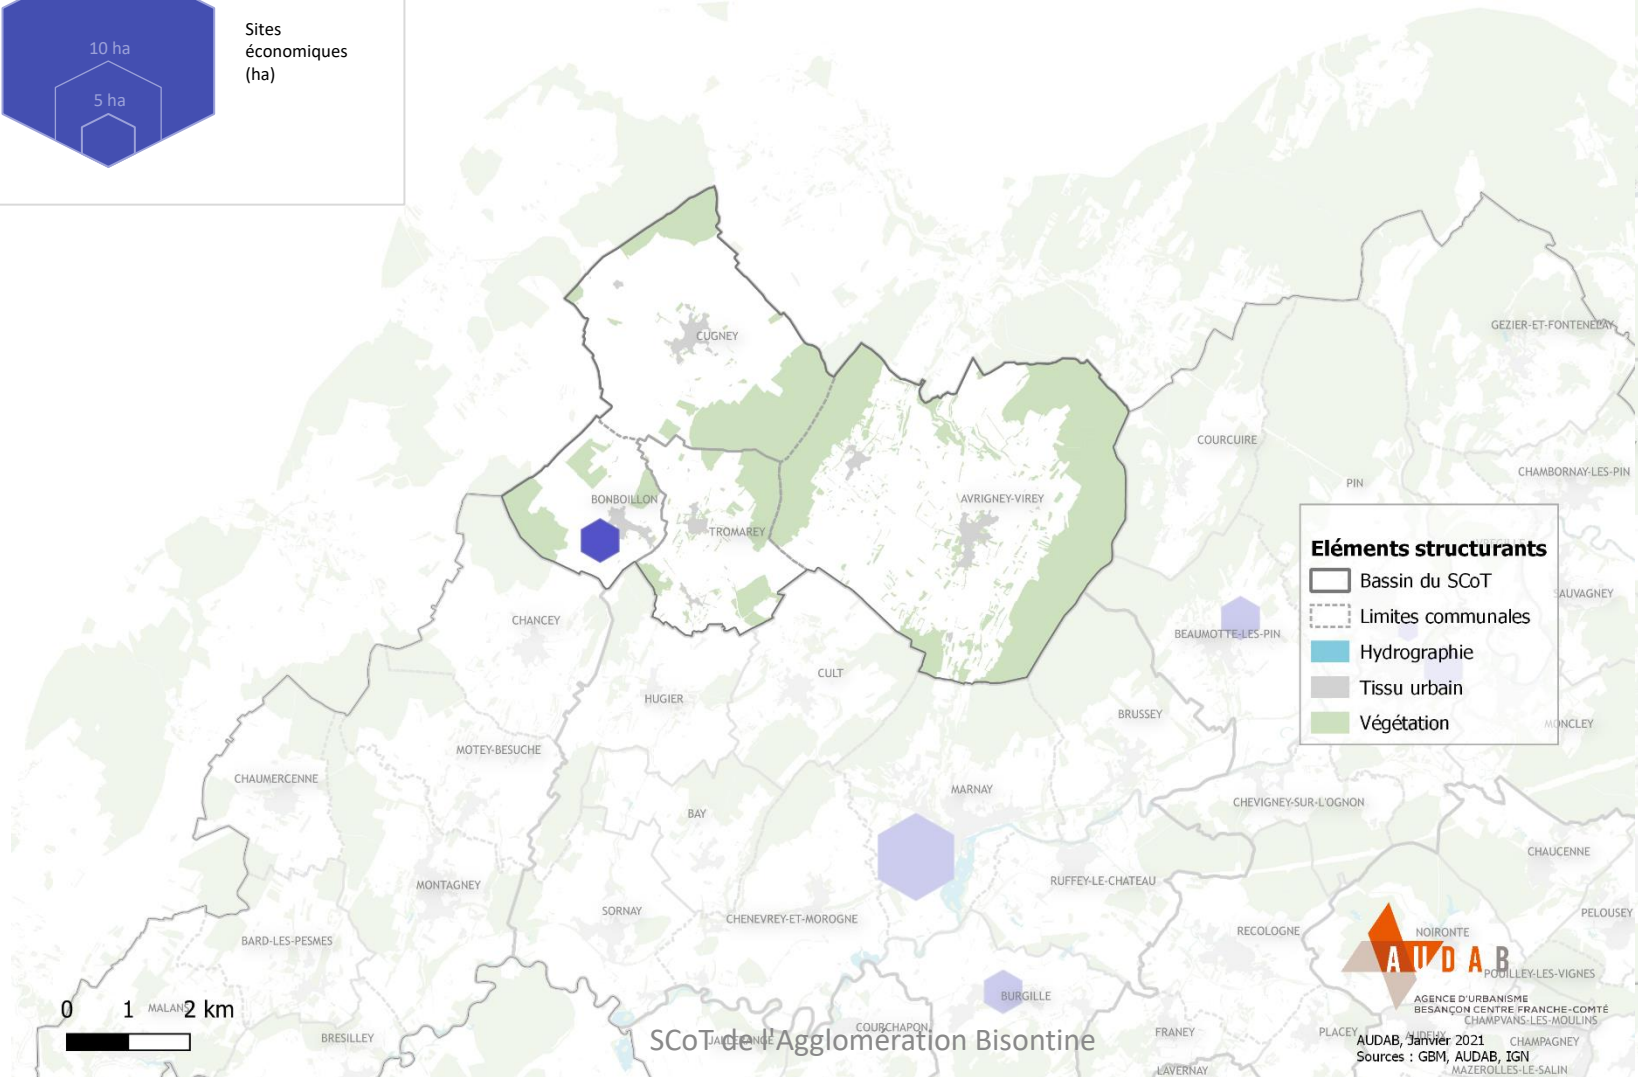 10 ha
5 ha
Sites
économiques
(ha)
CUGNEY
GEZIER-ET-FONTENELAY
COURCUIRE
CHAMBORNAY-LES-PIN
PIN
BONBOILLON
AVRIGNEY-VIREY
TROMAREY
Eléments structurants
Bassin du SCoT
Limites communales
Hydrographie
Tissu urbain
Végétation
SAUVAGNEY
CHANCEY
BEAUMOTTE-LES-PIN
CULT
HUGIER
BRUSSEY
MONCLEY
MOTEY-BESUCHE
CHAUMERCENNE
MARNAY
CHEVIGNEY-SUR-L'OGNON
BAY
CHAUCENNE
MONTAGNEY
RUFFEY-LE-CHATEAU
SORNAY
CHENEVREY-ET-MOROGNE
PELOUSEY
RECOLOGNE
NOIRONTE
BARD-LES-PESMES
AUDAB
POUILLEY-LES-VIGNES
BURGILLE
AGENCE D'URBANISME
BESANÇON CENTRE FRANCHE-COMTÉ
0 1 2 km
MALANS
CHAMPVANS-LES-MOULINS
COURCHAPON
FRANEY
PLACEY
AUDEUX
BRESILLEY
JALLERANGE
SCoT de l'Agglomération Bisontine
AUDAB, Janvier 2021
CHAMPAGNEY
Sources : GBM, AUDAB, IGN
LAVERNAY
MAZEROLLES-LE-SALIN